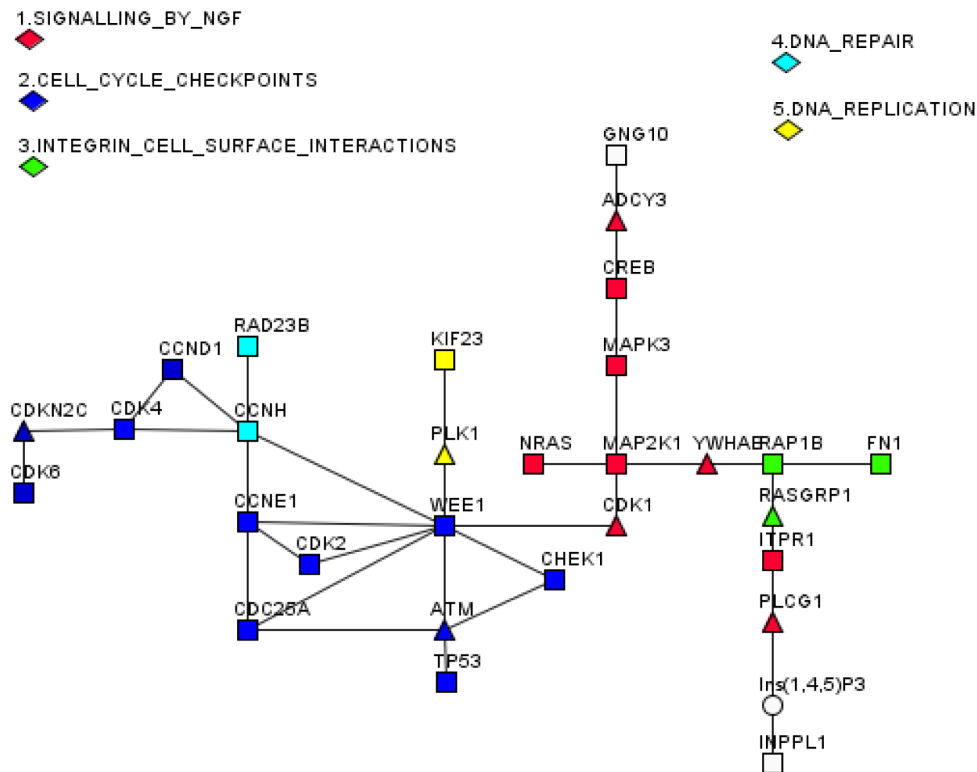 1.SIGNALLING_BY_NGF
4.DNA_REPAIR
2.CELL_CYCLE_CHECKPOINTS
5.DNA_REPLICATION
GNG10
3.INTEGRIN_CELL_SURFACE_INTERACTIONS
ADCY3
CREB
RAD23B
KIF23
CCND1
MAPK3
CDKN2C
CDK4
CCNH
PLK1
NRAS
MAP2K1
YWHAE
RAP1B
FN1
CDK6
CCNE1
WEE1
CDK1
RASGRP1
CDK2
CHEK1
ITPR1
CDC25A
ATM
PLCG1
TP53
Ins(1,4,5)P3
INPPL1